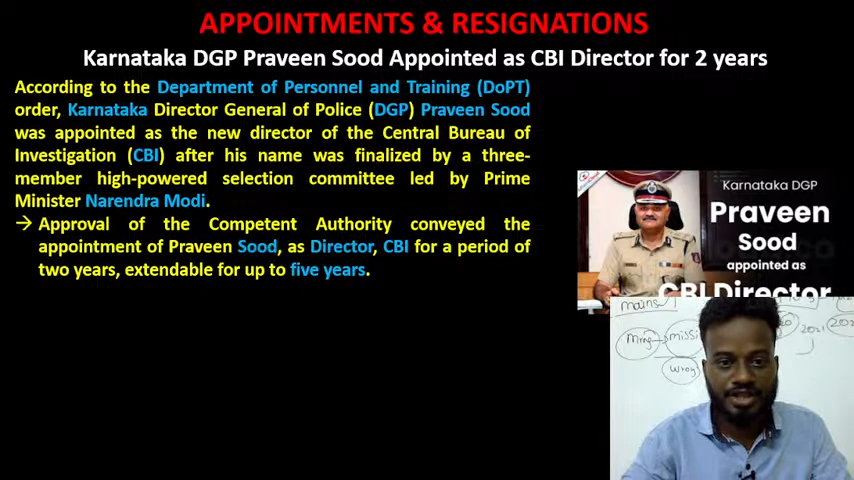 APPOINTMENTS & RESIGNATIONS
Karnataka DGP Praveen Sood Appointed as CBI Director for 2 years
According to the Department of Personnel and Training (DoPT)
order, Karnataka Director General of Police (DGP) Praveen Sood
was appointed as the new director of the Central Bureau of
Investigation (CBI) after his name was finalized by a three-
member high-powered selection committee led by Prime
Minister Narendra Modi.
→ Approval of the Competent Authority conveyed the
appointment of Praveen Sood, as Director, CBI for a period of
two years, extendable for up to five years.
Karnataka DGP
Praveen
Sood
appointed as
CBI Director
mains
missi
wrog
2021
202